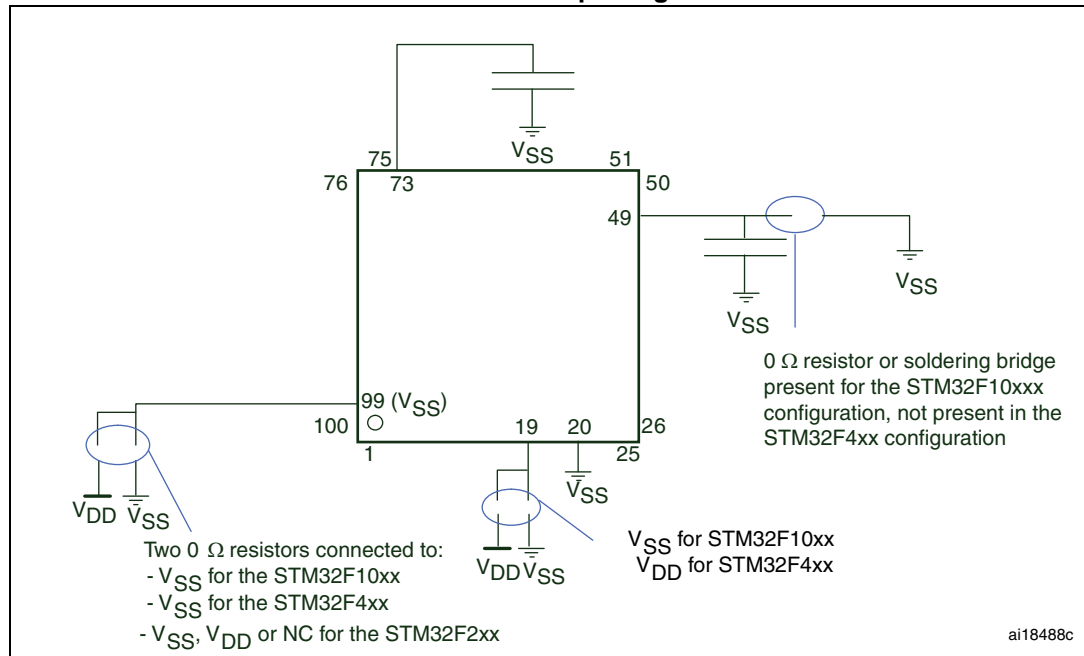 VSS
75
51
76
73
50
49
VSS
VSS
0 Ω resistor or soldering bridge
present for the STM32F10xxx
configuration, not present in the
STM32F4xx configuration
99 (VSS)
100
19
20
26
1
25
VSS
VDD
VSS
VDD VSS
Two 0 Ω resistors connected to:
- VSS for the STM32F10xx
- VSS for the STM32F4xx
- VSS, VDD or NC for the STM32F2xx
VSS for STM32F10xx
VDD for STM32F4xx
ai18488c